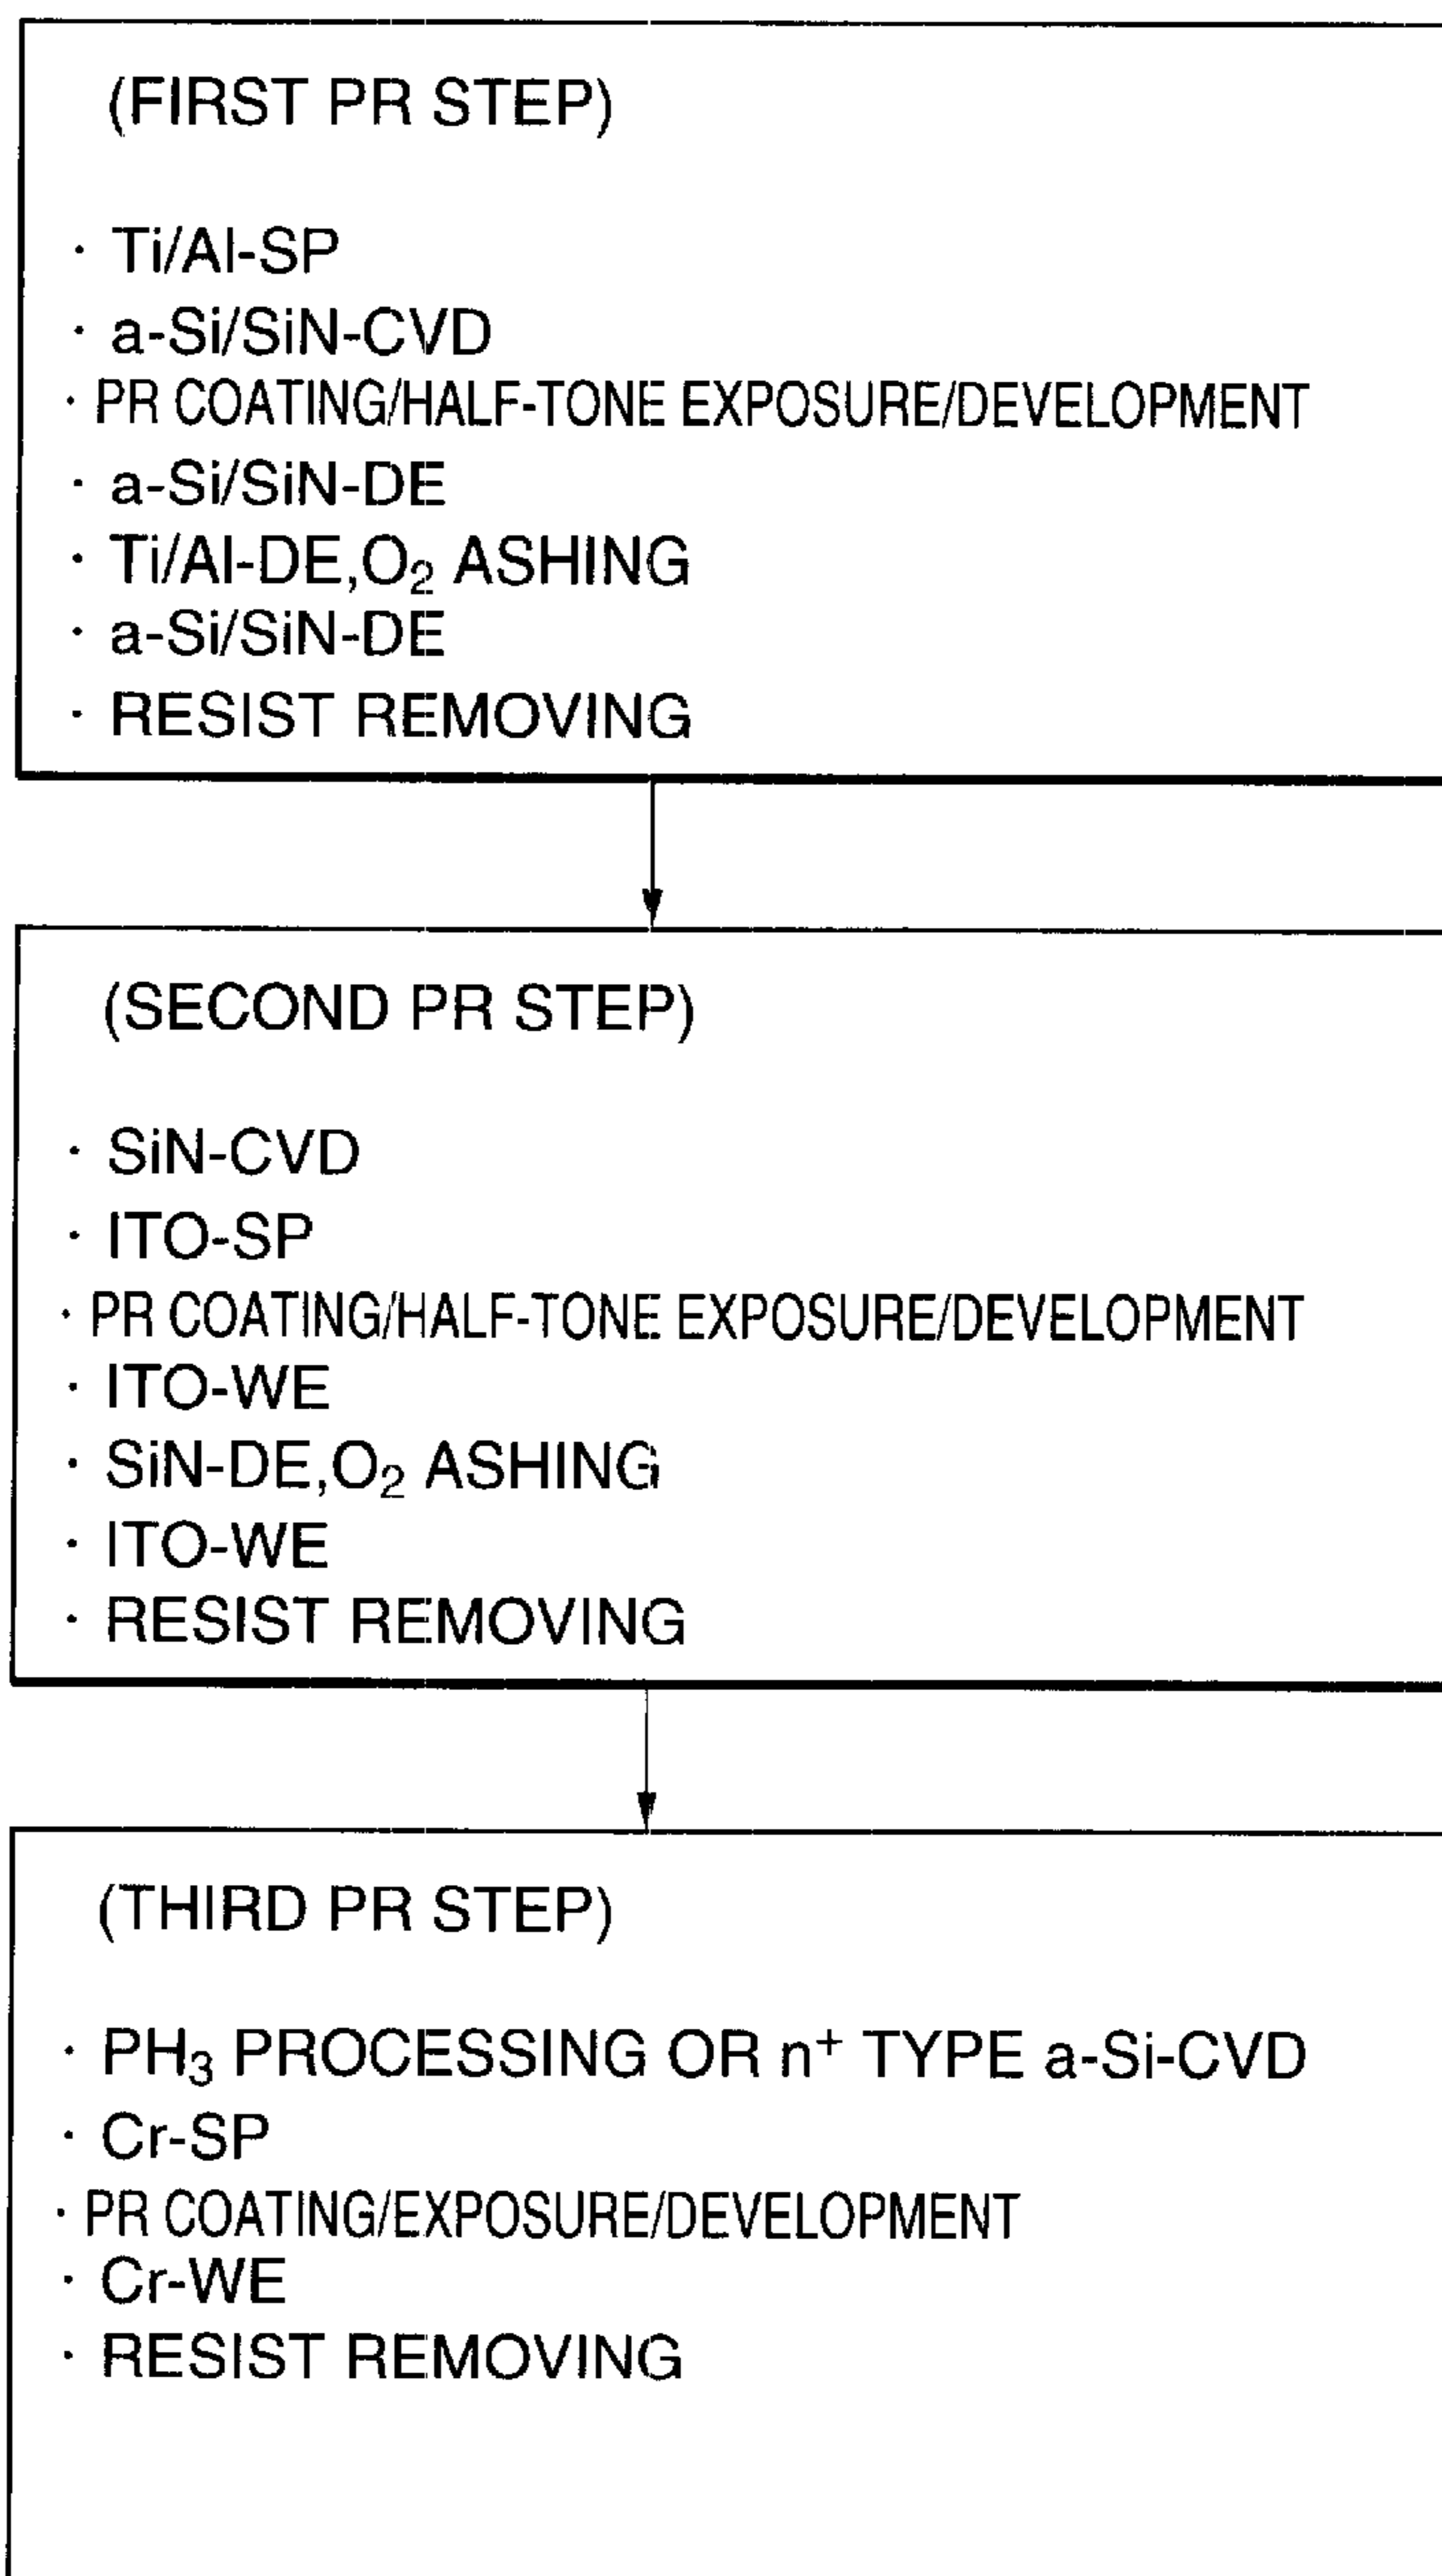 (FIRST PR STEP)
· Ti/Al-SP
· a-Si/SiN-CVD
· PR COATING/HALF-TONE EXPOSURE/DEVELOPMENT
· a-Si/SiN-DE
· Ti/Al-DE,O₂ ASHING
· a-Si/SiN-DE
· RESIST REMOVING
(SECOND PR STEP)
· SiN-CVD
· ITO-SP
· PR COATING/HALF-TONE EXPOSURE/DEVELOPMENT
· ITO-WE
· SiN-DE,O₂ ASHING
· ITO-WE
· RESIST REMOVING
(THIRD PR STEP)
· PH₃ PROCESSING OR n⁺ TYPE a-Si-CVD
· Cr-SP
· PR COATING/EXPOSURE/DEVELOPMENT
· Cr-WE
· RESIST REMOVING